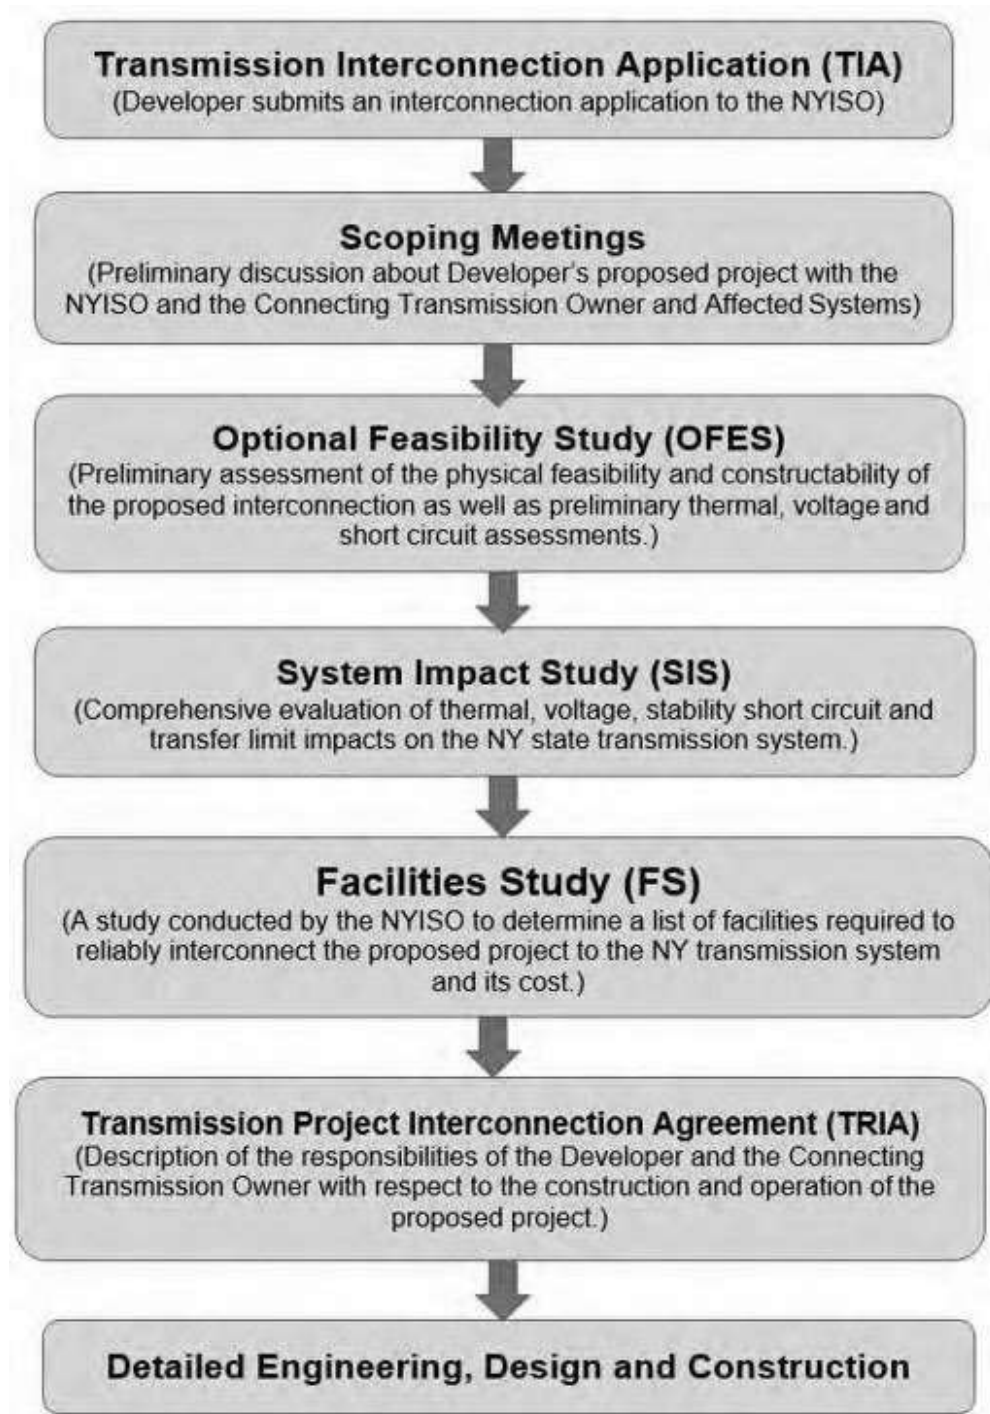 Transmission Interconnection Application (TIA)
(Developer submits an interconnection application to the NYISO)
Scoping Meetings
(Preliminary discussion about Developer's proposed project with the
NYISO and the Connecting Transmission Owner and Affected Systems)
Optional Feasibility Study (OFES)
(Preliminary assessment of the physical feasibility and constructability of
the proposed interconnection as well as preliminary thermal, voltage and
short circuit assessments.)
System Impact Study (SIS)
(Comprehensive evaluation of thermal, voltage, stability short circuit and
transfer limit impacts on the NY state transmission system.)
Facilities Study (FS)
(A study conducted by the NYISO to determine a list of facilities required to
reliably interconnect the proposed project to the NY transmission system
and its cost.)
Transmission Project Interconnection Agreement (TRIA)
(Description of the responsibilities of the Developer and the Connecting
Transmission Owner with respect to the construction and operation of the
proposed project.)
Detailed Engineering, Design and Construction